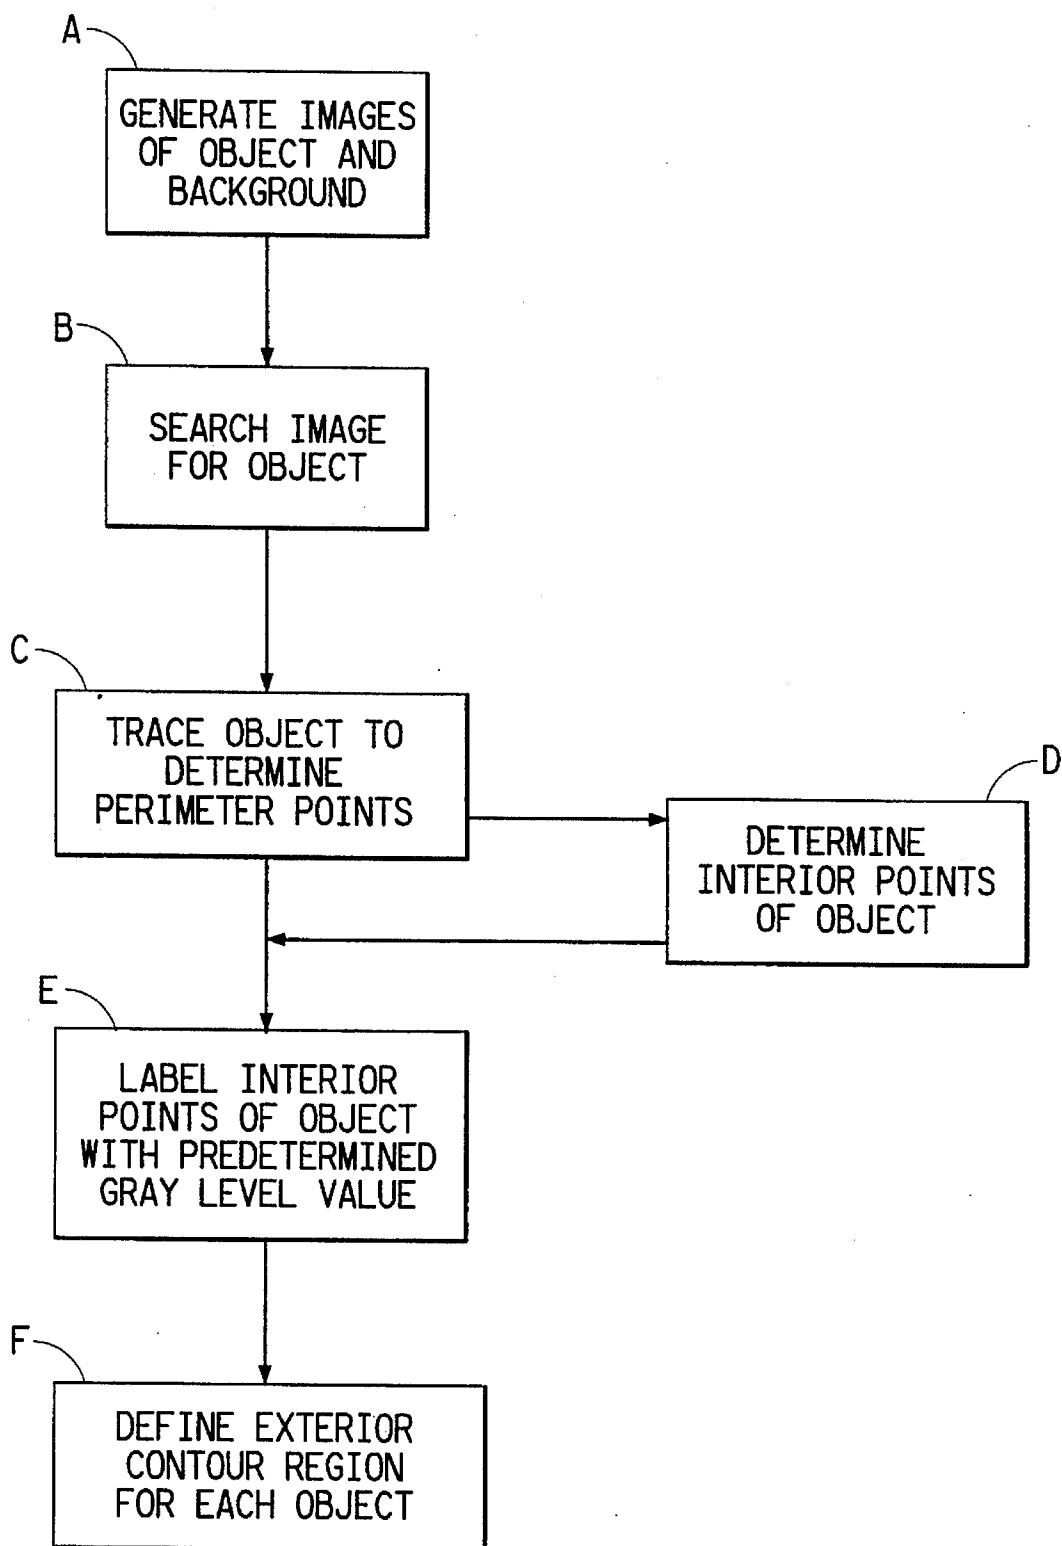 A
GENERATE IMAGES
OF OBJECT AND
BACKGROUND
B
SEARCH IMAGE
FOR OBJECT
C
TRACE OBJECT TO
DETERMINE
PERIMETER POINTS
D
DETERMINE
INTERIOR POINTS
OF OBJECT
E
LABEL INTERIOR
POINTS OF OBJECT
WITH PREDETERMINED
GRAY LEVEL VALUE
F
DEFINE EXTERIOR
CONTOUR REGION
FOR EACH OBJECT